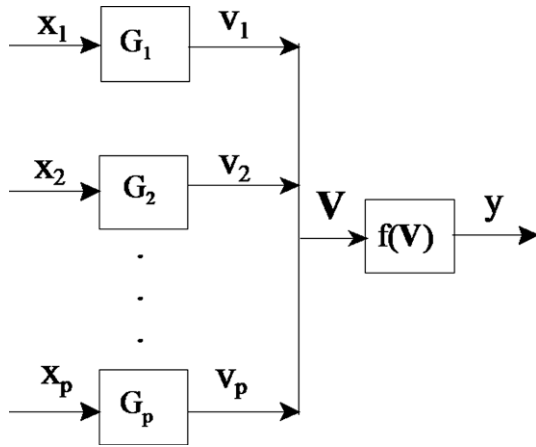 x₁ G₁ v₁
x₂ G₂ v₂
V f(V) y
. . .
xₚ Gₚ vₚ